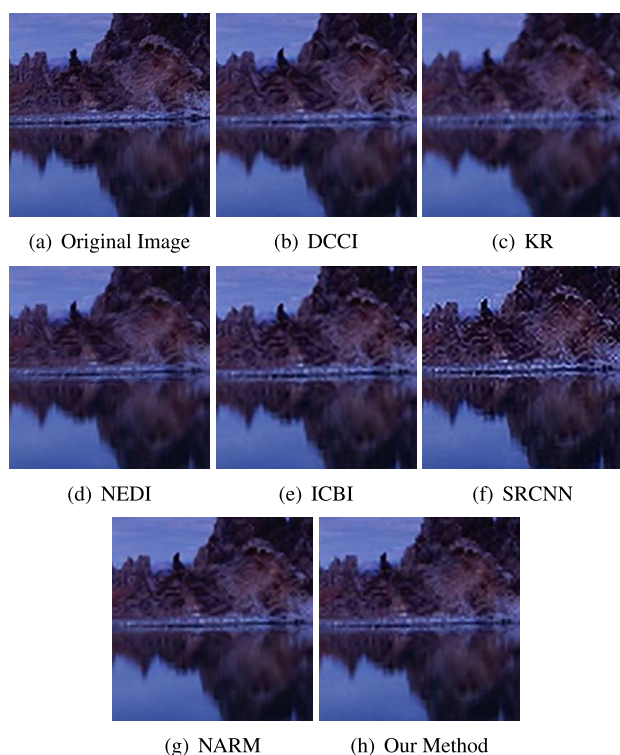 (a) Original Image
(b) DCCI
(c) KR
(d) NEDI
(e) ICBI
(f) SRCNN
(g) NARM
(h) Our Method